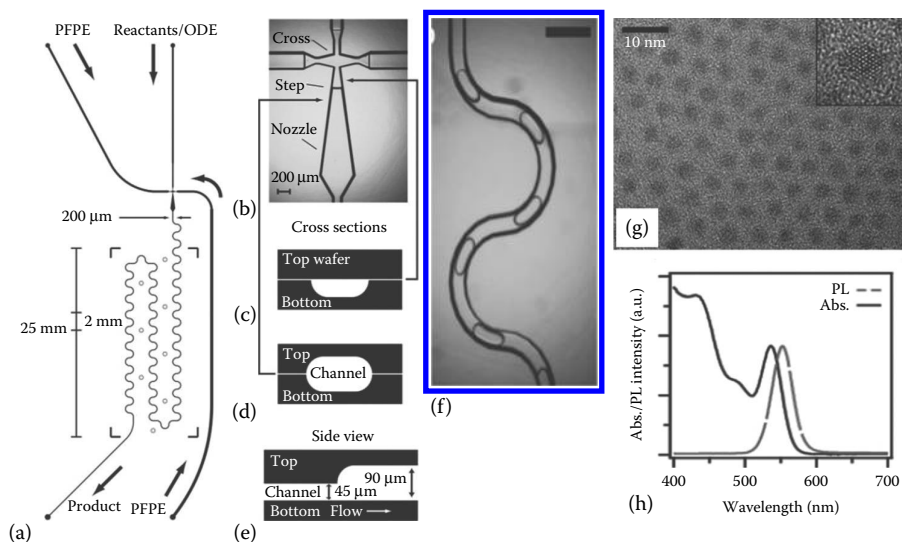 PFPE
Reactants/ODE
200 µm
25 mm
2 mm
Product
PFPE
(a)
Cross
Step
Nozzle
200 µm
(b)
Cross sections
Top wafer
Bottom
(c)
Top
Channel
Bottom
(d)
Side view
Top
90 µm
Channel
45 µm
Bottom Flow
(e)
(f)
10 nm
(g)
PL
Abs.
Abs./PL intensity (a.u.)
400
500
600
700
Wavelength (nm)
(h)